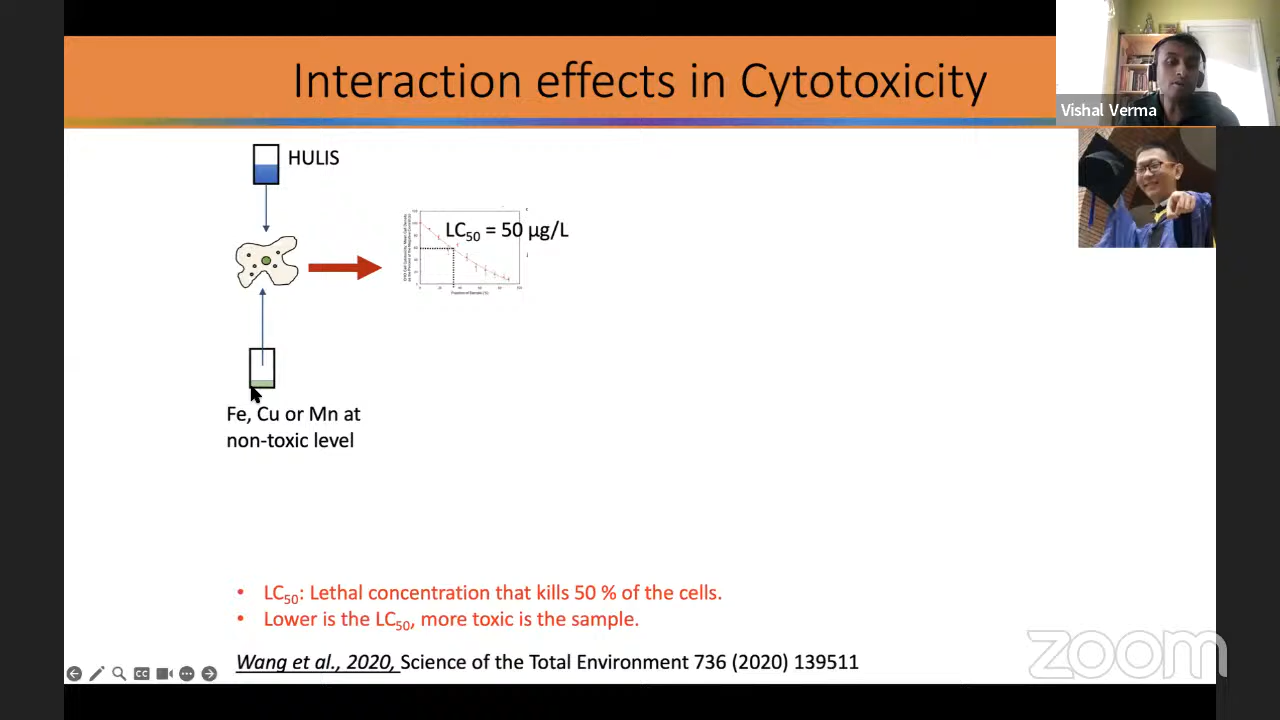 Interaction effects in Cytotoxicity
Vishal Verma
HULIS
LC50 = 50 µg/L
Fe, Cu or Mn at
non-toxic level
• LC50: Lethal concentration that kills 50 % of the cells.
• Lower is the LC50, more toxic is the sample.
Wang et al., 2020, Science of the Total Environment 736 (2020) 139511
CC
zoom